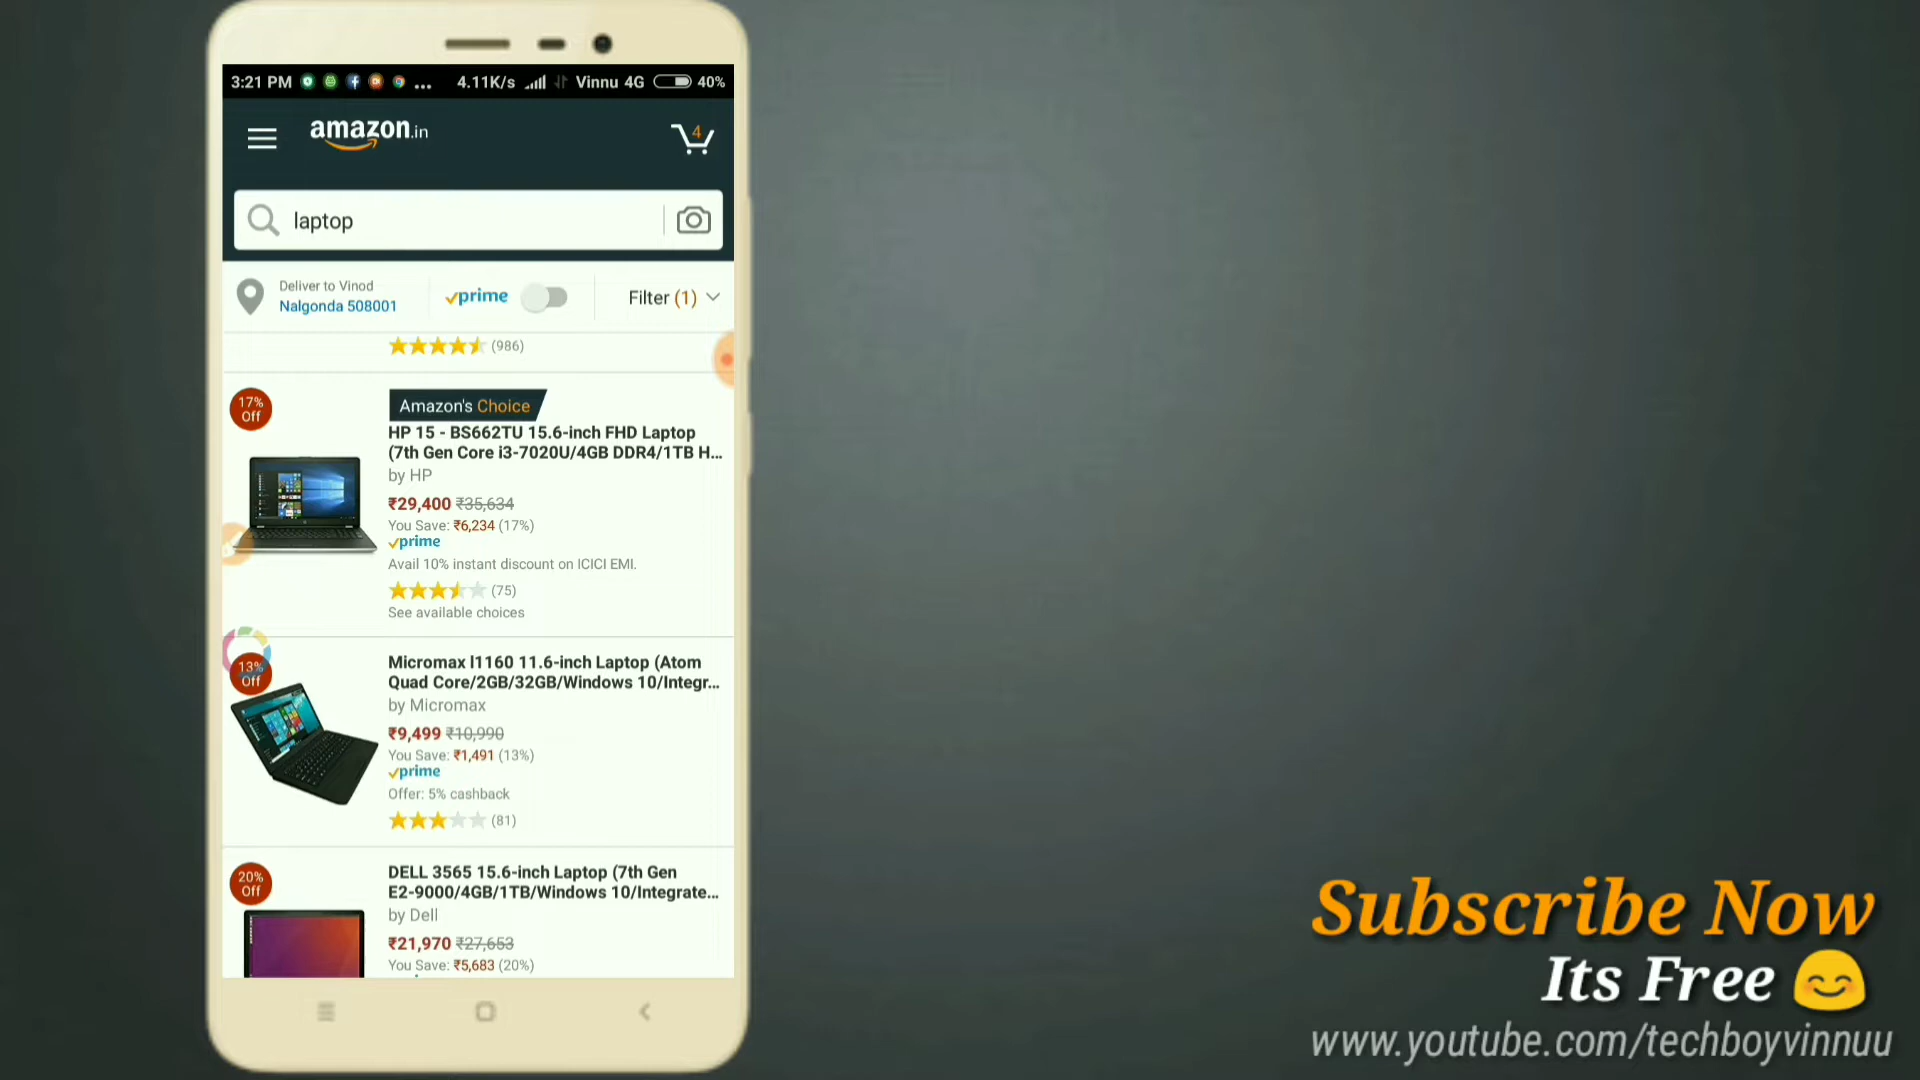 3:21 PM ... 4.11K/s Vinnu 4G 40%
amazon.in
4
laptop
Deliver to Vinod
Nalgonda 508001
prime
Filter (1)
(986)
17%
Off
Amazon's Choice
HP 15 - BS662TU 15.6-inch FHD Laptop
(7th Gen Core i3-7020U/4GB DDR4/1TB H...
by HP
₹29,400 ₹35,634
You Save: ₹6,234 (17%)
prime
Avail 10% instant discount on ICICI EMI.
(75)
See available choices
13%
Off
Micromax l1160 11.6-inch Laptop (Atom
Quad Core/2GB/32GB/Windows 10/Integr...
by Micromax
₹9,499 ₹10,990
You Save: ₹1,491 (13%)
prime
Offer: 5% cashback
(81)
20%
Off
DELL 3565 15.6-inch Laptop (7th Gen
E2-9000/4GB/1TB/Windows 10/Integrate...
by Dell
₹21,970 ₹27,653
You Save: ₹5,683 (20%)
Subscribe Now
Its Free
www.youtube.com/techboyvinnuu